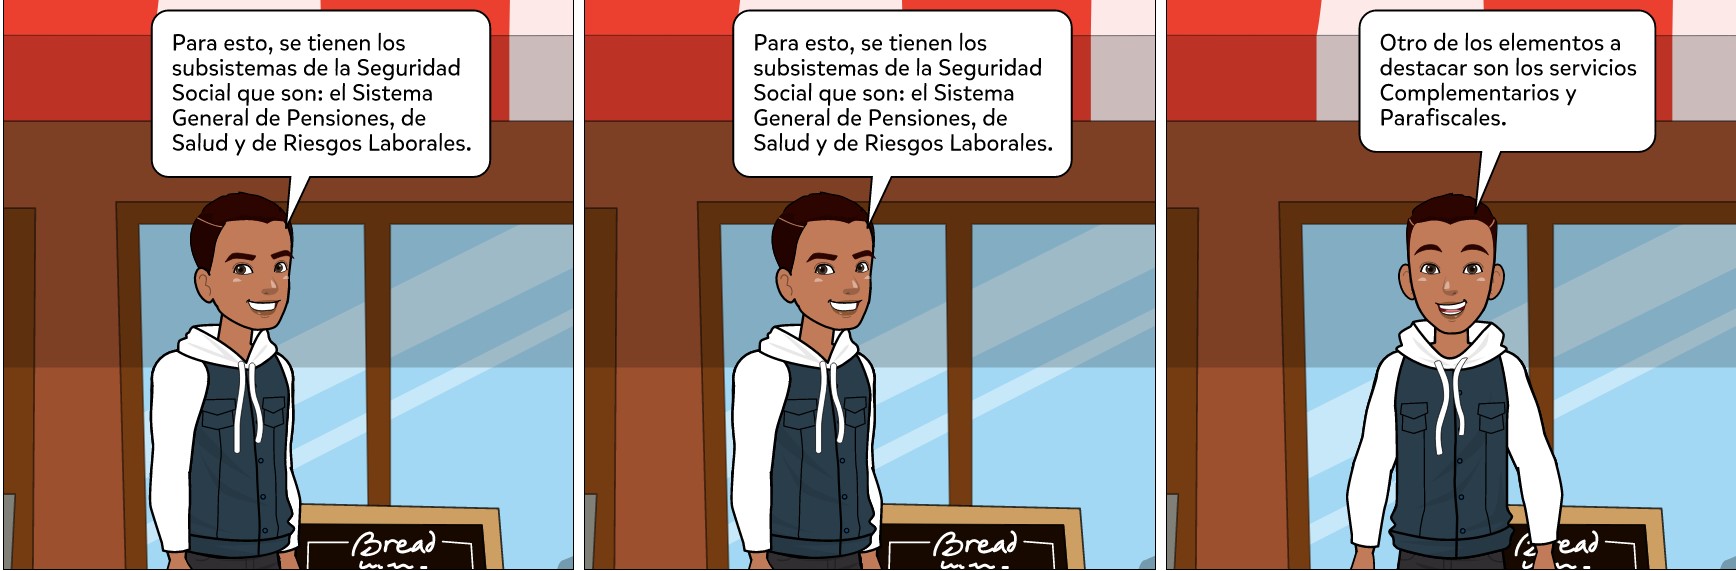 Para esto, se tienen los
subsistemas de la Seguridad
Social que son: el Sistema
General de Pensiones, de
Salud y de Riesgos Laborales.
Bread
Para esto, se tienen los
subsistemas de la Seguridad
Social que son: el Sistema
General de Pensiones, de
Salud y de Riesgos Laborales.
Bread
Otro de los elementos a
destacar son los servicios
Complementarios y
Parafiscales.
Bread